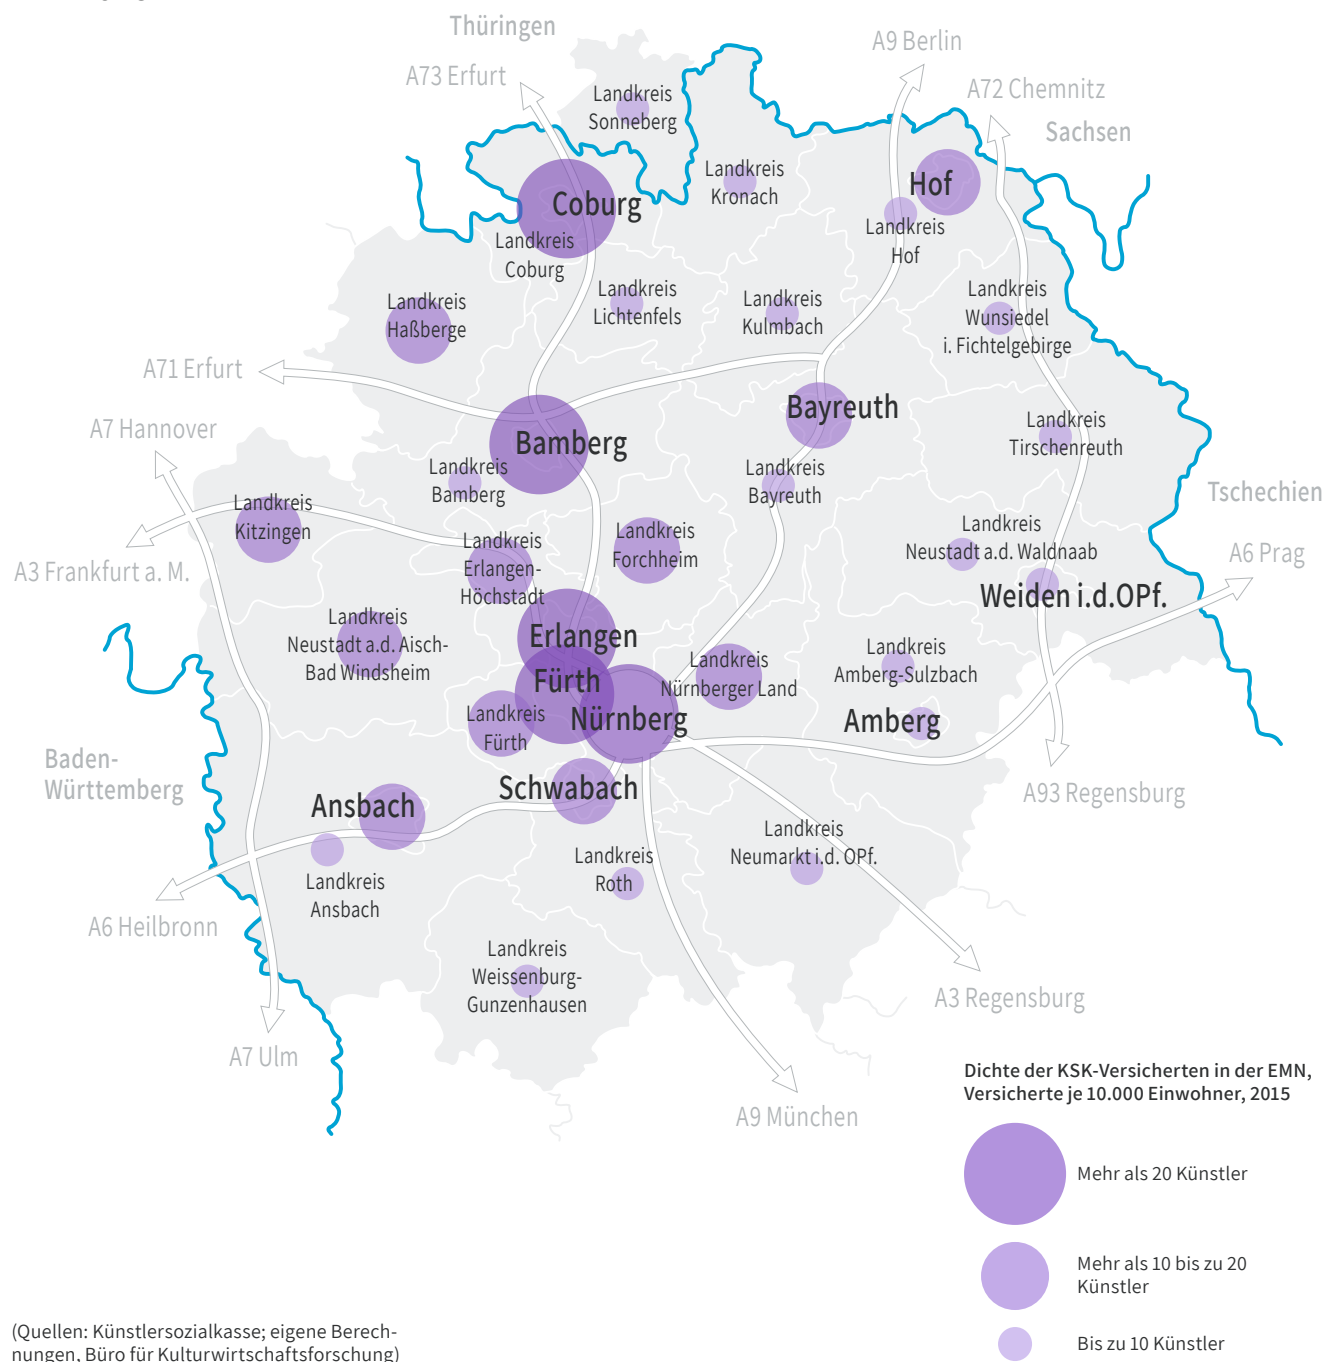 Thüringen
A9 Berlin
A73 Erfurt
A72 Chemnitz
Landkreis
Sonneberg
Sachsen
Landkreis
Kronach
Hof
Coburg
Landkreis
Hof
Landkreis
Coburg
Landkreis
Lichtenfels
Landkreis
Haßberge
Landkreis
Kulmbach
Landkreis
Wunsiedel
i. Fichtelgebirge
A71 Erfurt
A7 Hannover
Bayreuth
Landkreis
Tirschenreuth
Bamberg
Landkreis
Bamberg
Landkreis
Bayreuth
Tschechien
Landkreis
Kitzingen
Landkreis
Neustadt a.d. Waldnaab
Landkreis
Forchheim
Landkreis
Erlangen-
Höchstadt
A6 Prag
A3 Frankfurt a. M.
Weiden i.d.OPf.
Landkreis
Neustadt a.d. Aisch-
Bad Windsheim
Erlangen
Landkreis
Amberg-Sulzbach
Landkreis
Nürnberger Land
Fürth
Nürnberg
Landkreis
Fürth
Amberg
Baden-
Württemberg
Schwabach
A93 Regensburg
Ansbach
Landkreis
Neumarkt i.d. OPf.
Landkreis
Roth
Landkreis
Ansbach
A6 Heilbronn
Landkreis
Weissenburg-
Gunzenhausen
A3 Regensburg
A7 Ulm
A9 München
Dichte der KSK-Versicherten in der EMN,
Versicherte je 10.000 Einwohner, 2015
Mehr als 20 Künstler
Mehr als 10 bis zu 20
Künstler
Bis zu 10 Künstler
(Quellen: Künstlersozialkasse; eigene Berech-
nungen, Büro für Kulturwirtschaftsforschung)